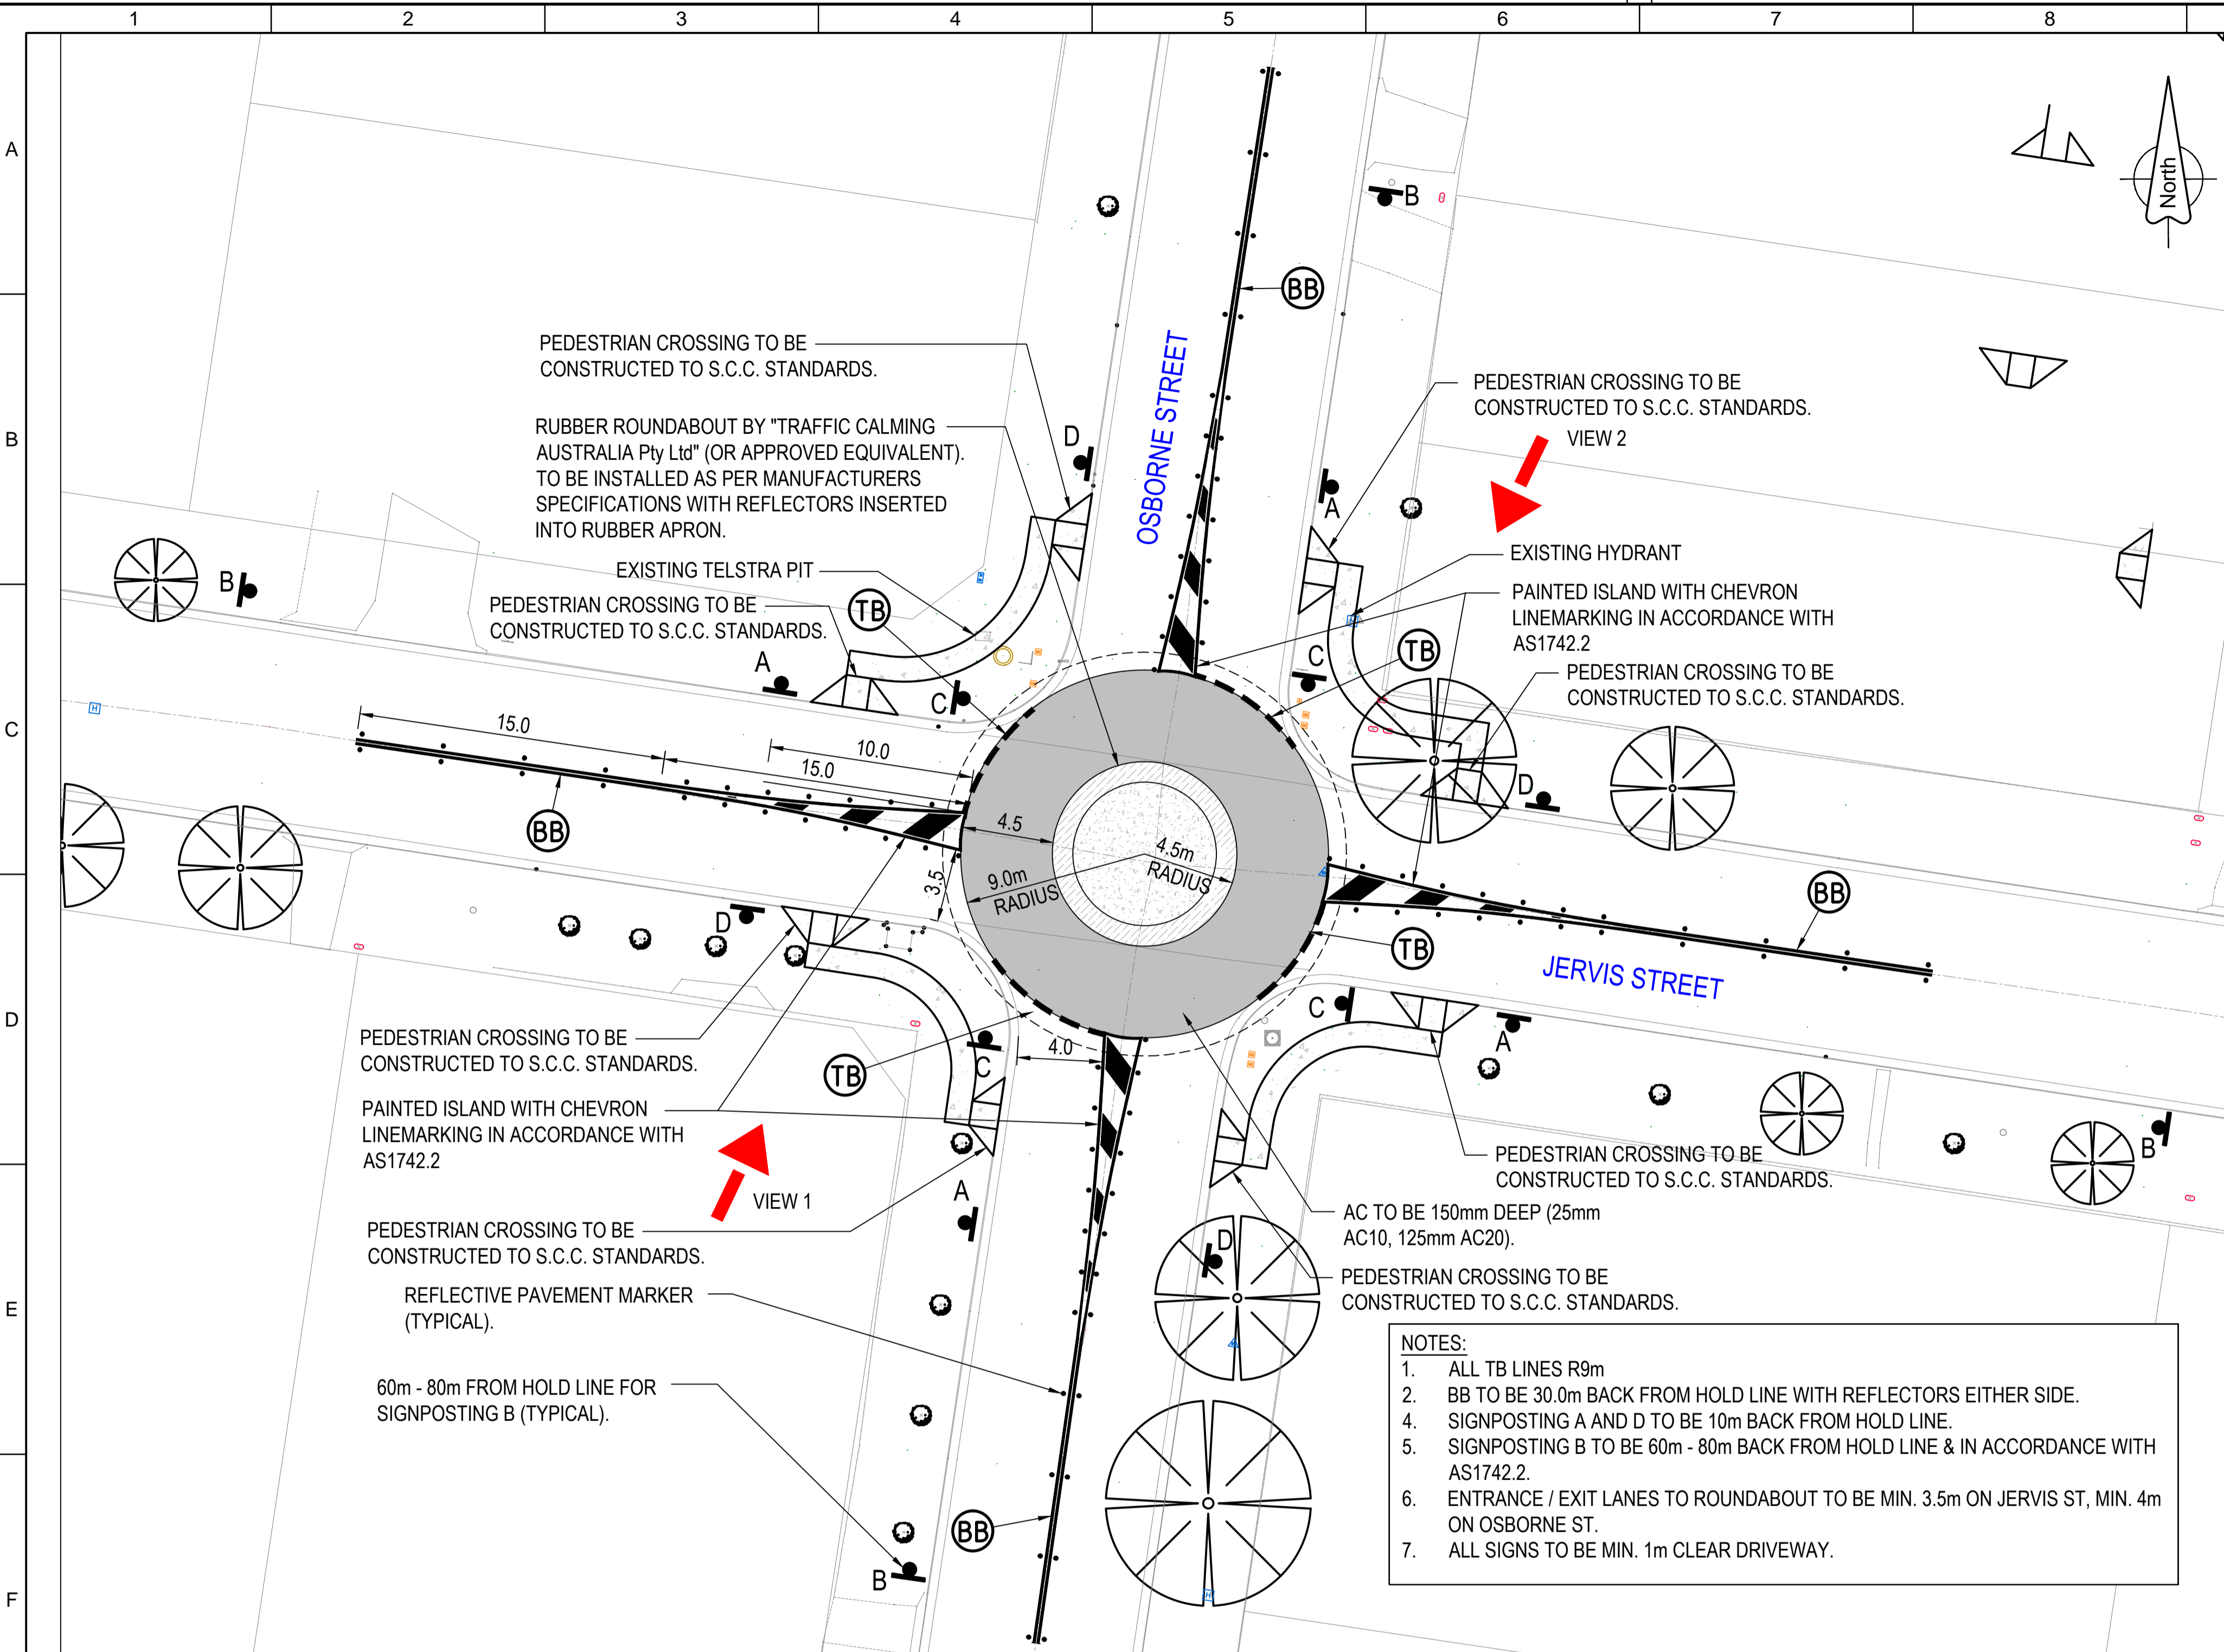 1 2 3 4 5 6 7 8
A
B
C
D
E
F
North
B
BB
PEDESTRIAN CROSSING TO BE
CONSTRUCTED TO S.C.C. STANDARDS.
D
RUBBER ROUNDABOUT BY "TRAFFIC CALMING
AUSTRALIA Pty Ltd" (OR APPROVED EQUIVALENT).
TO BE INSTALLED AS PER MANUFACTURERS
SPECIFICATIONS WITH REFLECTORS INSERTED
INTO RUBBER APRON.
OSBORNE STREET
PEDESTRIAN CROSSING TO BE
CONSTRUCTED TO S.C.C. STANDARDS.
VIEW 2
A
EXISTING HYDRANT
EXISTING TELSTRA PIT
B
PEDESTRIAN CROSSING TO BE
CONSTRUCTED TO S.C.C. STANDARDS.
TB
PAINTED ISLAND WITH CHEVRON
LINEMARKING IN ACCORDANCE WITH
AS1742.2
A
C
C
TB
PEDESTRIAN CROSSING TO BE
CONSTRUCTED TO S.C.C. STANDARDS.
H
15.0
10.0
15.0
D
BB
4.5
4.5m
RADIUS
9.0m
RADIUS
3.5
BB
TB
D
JERVIS STREET
C
A
PEDESTRIAN CROSSING TO BE
CONSTRUCTED TO S.C.C. STANDARDS.
C
4.0
TB
PAINTED ISLAND WITH CHEVRON
LINEMARKING IN ACCORDANCE WITH
AS1742.2
VIEW 1
A
B
PEDESTRIAN CROSSING TO BE
CONSTRUCTED TO S.C.C. STANDARDS.
PEDESTRIAN CROSSING TO BE
CONSTRUCTED TO S.C.C. STANDARDS.
AC TO BE 150mm DEEP (25mm
AC10, 125mm AC20).
D
PEDESTRIAN CROSSING TO BE
CONSTRUCTED TO S.C.C. STANDARDS.
REFLECTIVE PAVEMENT MARKER
(TYPICAL).
60m - 80m FROM HOLD LINE FOR
SIGNPOSTING B (TYPICAL).
BB
B
H
NOTES:
1. ALL TB LINES R9m
2. BB TO BE 30.0m BACK FROM HOLD LINE WITH REFLECTORS EITHER SIDE.
4. SIGNPOSTING A AND D TO BE 10m BACK FROM HOLD LINE.
5. SIGNPOSTING B TO BE 60m - 80m BACK FROM HOLD LINE & IN ACCORDANCE WITH
AS1742.2.
6. ENTRANCE / EXIT LANES TO ROUNDABOUT TO BE MIN. 3.5m ON JERVIS ST, MIN. 4m
ON OSBORNE ST.
7. ALL SIGNS TO BE MIN. 1m CLEAR DRIVEWAY.